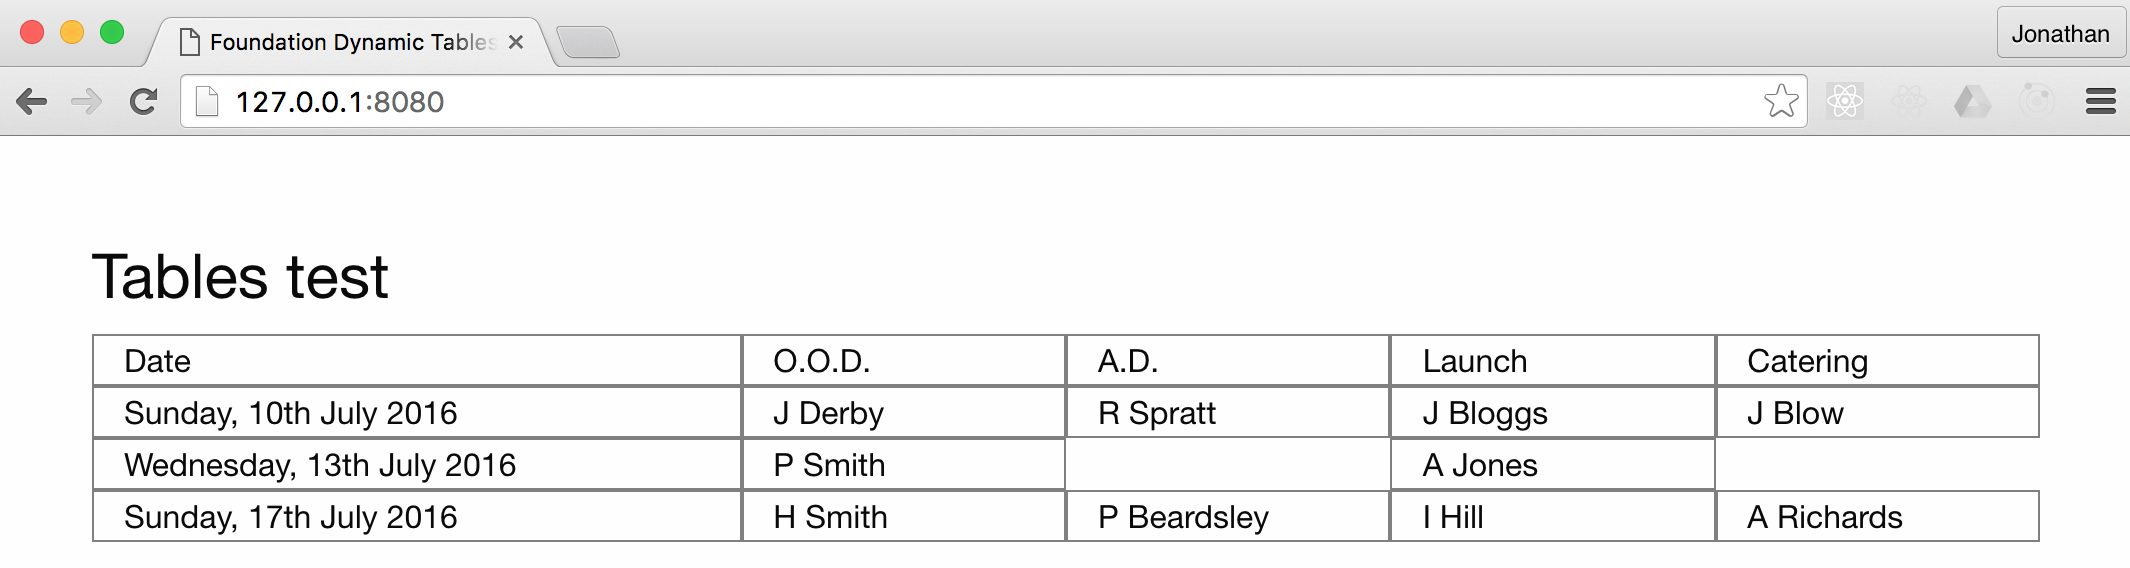 Foundation Dynamic Tables
Jonathan
127.0.0.1:8080
Tables test
Date O.O.D. A.D. Launch Catering
Sunday, 10th July 2016 J Derby R Spratt J Bloggs J Blow
Wednesday, 13th July 2016 P Smith A Jones
Sunday, 17th July 2016 H Smith P Beardsley I Hill A Richards